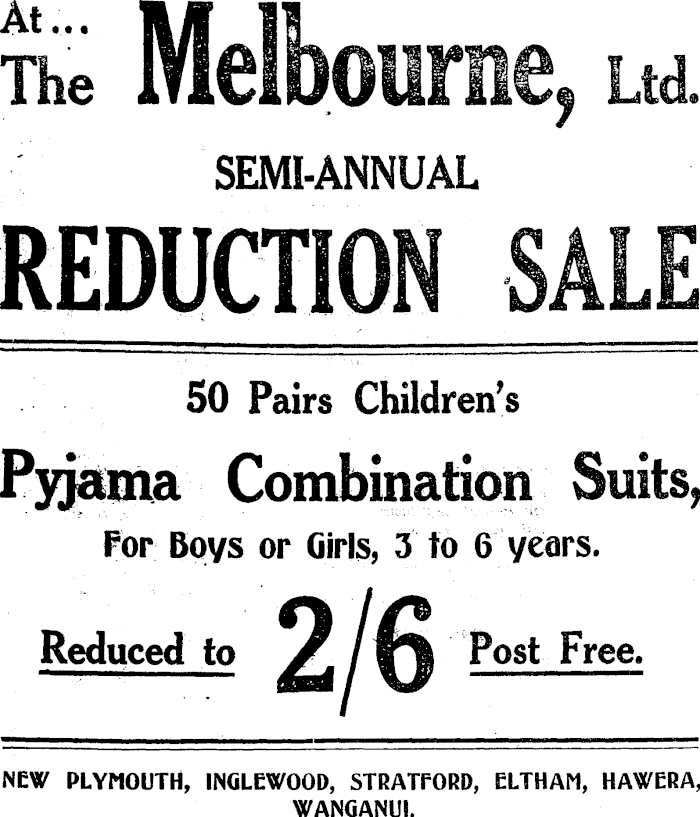 At ...
The Melbourne, Ltd.
SEMI-ANNUAL
REDUCTION SALE
50 Pairs Children's
Pyjama Combination Suits,
For Boys or Girls, 3 to 6 years.
Reduced to 2/6 Post Free.
NEW PLYMOUTH, INGLEWOOD, STRATFORD, ELTHAM, HAWERA,
WANGANUI.